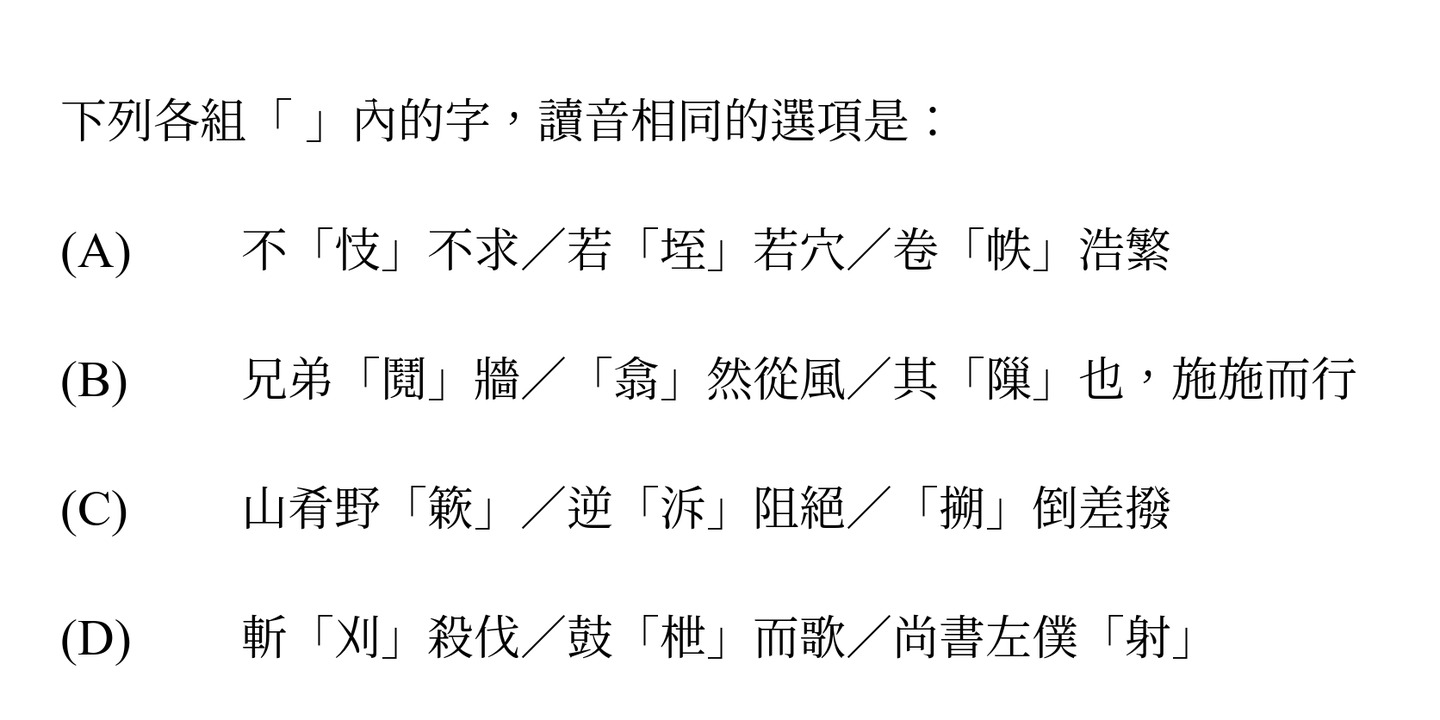 下列各組「 」內的字，讀音相同的選項是：
(A) 不「忮」不求／若「垤」若穴／卷「帙」浩繁
(B) 兄弟「鬩」牆／「翕」然從風／其「隟」也，施施而行
(C) 山肴野「簌」／逆「泝」阻絕／「搠」倒差撥
(D) 斬「刈」殺伐／鼓「枻」而歌／尚書左僕「射」